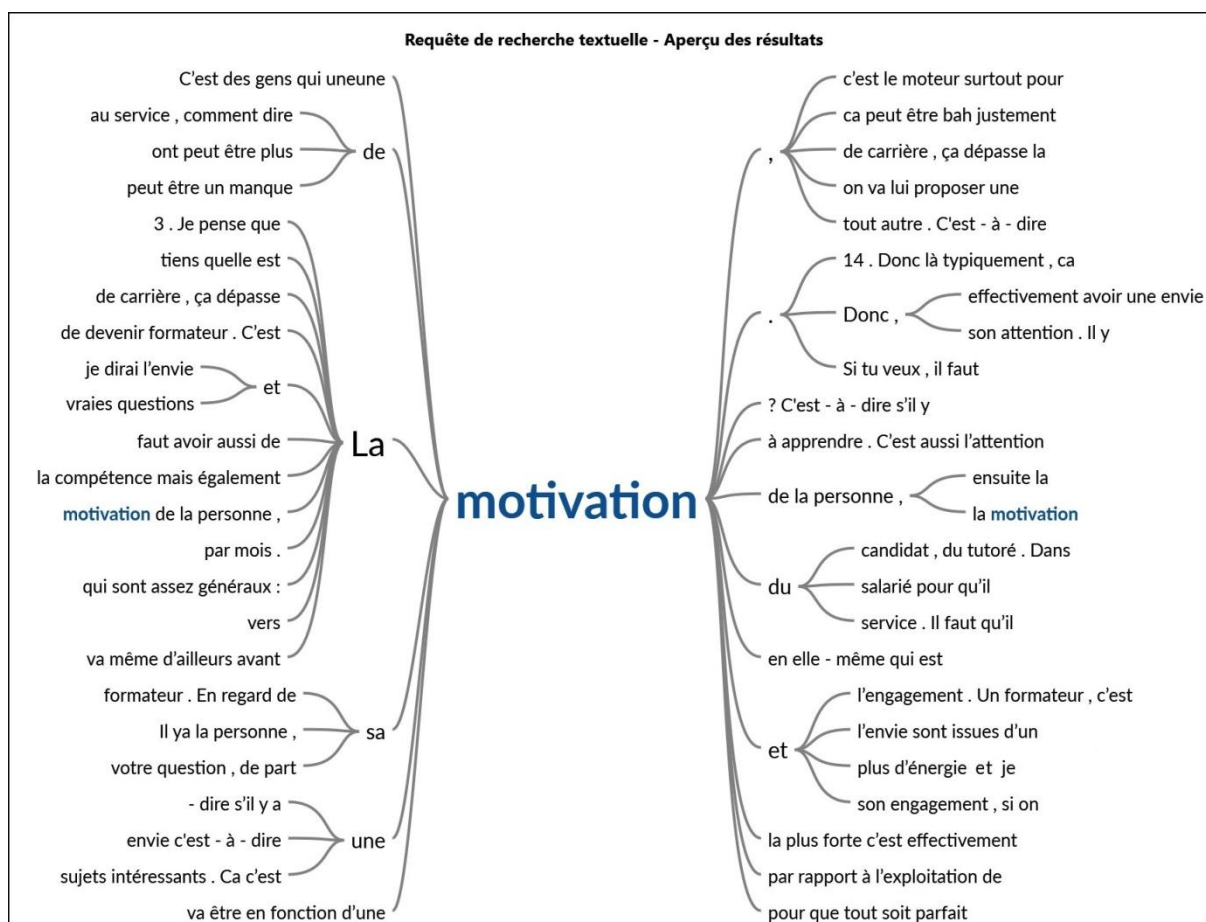 Requête de recherche textuelle - Aperçu des résultats
C'est des gens qui uneune
au service , comment dire
ont peut être plus
peut être un manque
de
3 . Je pense que
tiens quelle est
de carrière , ça dépasse
de devenir formateur . C'est
je dirai l'envie
vraies questions
et
faut avoir aussi de
la compétence mais également
motivation de la personne ,
par mois .
qui sont assez généraux :
vers
va même d'ailleurs avant
La
formateur . En regard de
Il ya la personne ,
votre question , de part
sa
- dire s'il y a
envie c'est - à - dire
sujets intéressants . Ca c'est
une
va être en fonction d'une
motivation
,
c'est le moteur surtout pour
ca peut être bah justement
de carrière , ça dépasse la
on va lui proposer une
tout autre . C'est - à - dire
.
14 . Donc là typiquement , ca
Donc ,
effectivement avoir une envie
son attention . Il y
Si tu veux , il faut
? C'est - à - dire s'il y
à apprendre . C'est aussi l'attention
de la personne ,
ensuite la
la motivation
du
candidat , du tutoré . Dans
salarié pour qu'il
service . Il faut qu'il
en elle - même qui est
et
l'engagement . Un formateur , c'est
l'envie sont issues d'un
plus d'énergie et je
son engagement , si on
la plus forte c'est effectivement
par rapport à l'exploitation de
pour que tout soit parfait